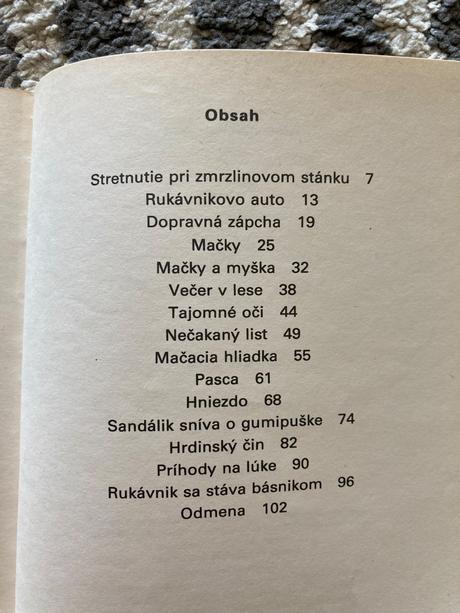 Obsah
Stretnutie pri zmrzlinovom stánku 7
Rukávnikovo auto 13
Dopravná zápcha 19
Mačky 25
Mačky a myška 32
Večer v lese 38
Tajomné oči 44
Nečakaný list 49
Mačacia hliadka 55
Pasca 61
Hniezdo 68
Sandálik sníva o gumipuške 74
Hrdinský čin 82
Príhody na lúke 90
Rukávnik sa stáva básnikom 96
Odmena 102